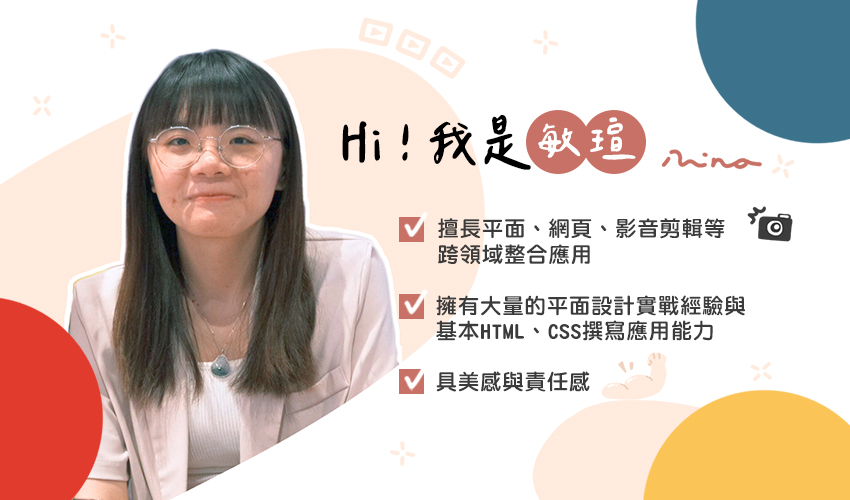 Hi！我是敏瑄 Nina
擅長平面、網頁、影音剪輯等
跨領域整合應用
擁有大量的平面設計實戰經驗與
基本HTML、CSS撰寫應用能力
具美感與責任感